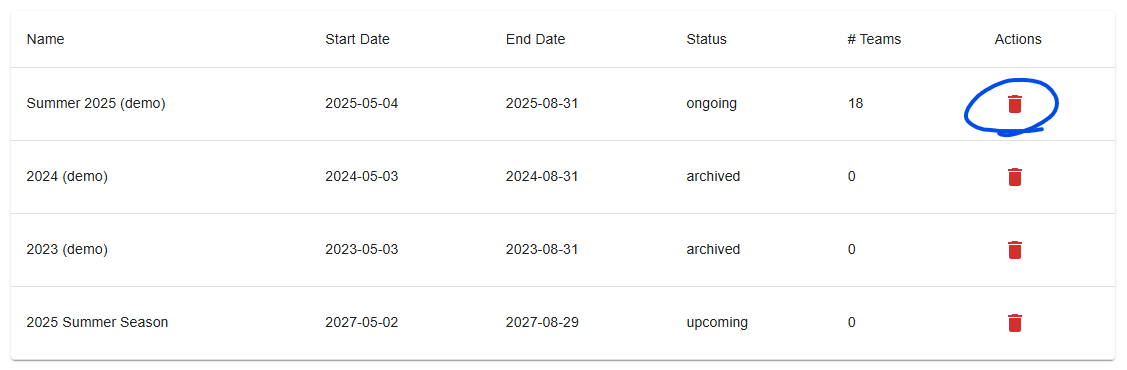 Name Start Date End Date Status # Teams Actions
Summer 2025 (demo) 2025-05-04 2025-08-31 ongoing 18
2024 (demo) 2024-05-03 2024-08-31 archived 0
2023 (demo) 2023-05-03 2023-08-31 archived 0
2025 Summer Season 2027-05-02 2027-08-29 upcoming 0